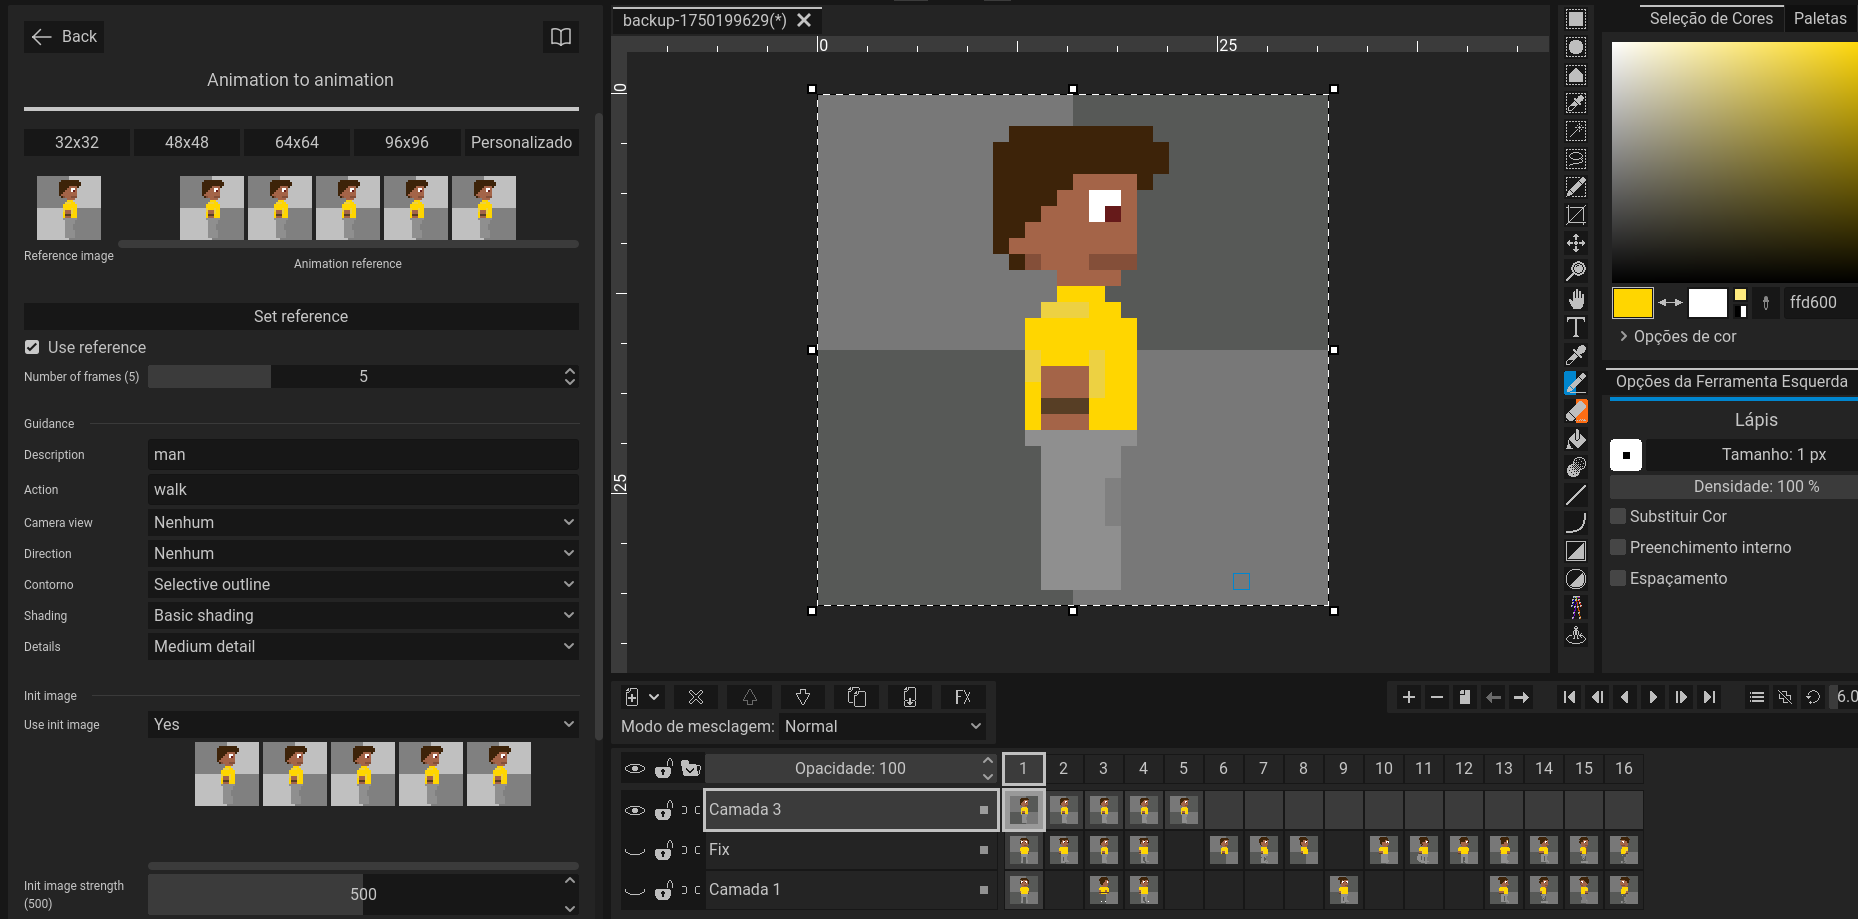 Back
Animation to animation
32x32 48x48 64x64 96x96 Personalizado
Reference image
Animation reference
Set reference
Use reference
Number of frames (5) 5
Guidance
Description man
Action walk
Camera view Nenhum
Direction Nenhum
Contorno Selective outline
Shading Basic shading
Details Medium detail
Init image
Use init image Yes
Init image strength
(500) 500
backup-1750199629(*)
0 25
0
25
Modo de mesclagem: Normal
FX
6.0
Opacidade: 100 1 2 3 4 5 6 7 8 9 10 11 12 13 14 15 16
Camada 3
Fix
Camada 1
Seleção de Cores Paletas
ffd600
Opções de cor
Opções da Ferramenta Esquerda
Lápis
Tamanho: 1 px
Densidade: 100 %
Substituir Cor
Preenchimento interno
Espaçamento